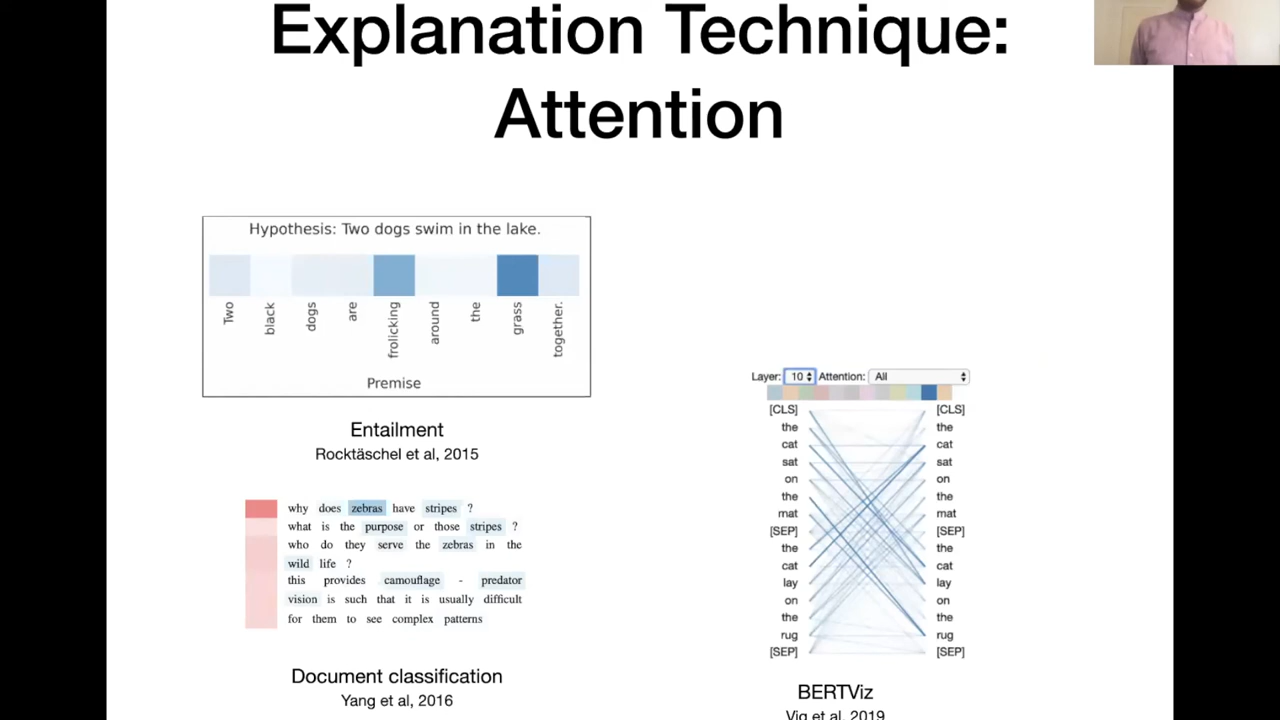 Explanation Technique:
Attention
Hypothesis: Two dogs swim in the lake.
Two
black
dogs
are
frolicking
around
the
grass
together.
Premise
Entailment
Rocktäschel et al, 2015
why does zebras have stripes ?
what is the purpose or those stripes ?
who do they serve the zebras in the
wild life ?
this provides camouflage - predator
vision is such that it is usually difficult
for them to see complex patterns
Document classification
Yang et al, 2016
Layer: 10 Attention: All
[CLS] [CLS]
the the
cat cat
sat sat
on on
the the
mat mat
[SEP] [SEP]
the the
cat cat
lay lay
on on
the the
rug rug
[SEP] [SEP]
BERTViz
Vig et al, 2019